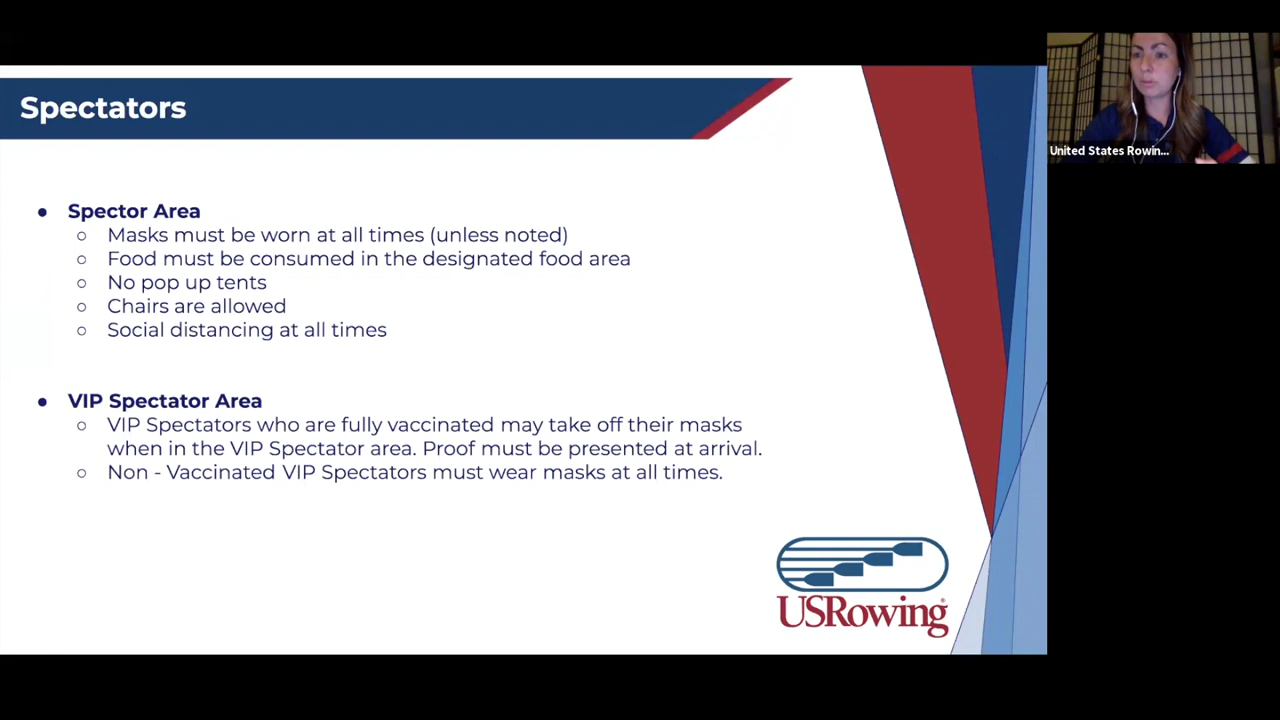 Spectators
United States Rowin...
● Spector Area
○ Masks must be worn at all times (unless noted)
○ Food must be consumed in the designated food area
○ No pop up tents
○ Chairs are allowed
○ Social distancing at all times
● VIP Spectator Area
○ VIP Spectators who are fully vaccinated may take off their masks
when in the VIP Spectator area. Proof must be presented at arrival.
○ Non - Vaccinated VIP Spectators must wear masks at all times.
USRowing®